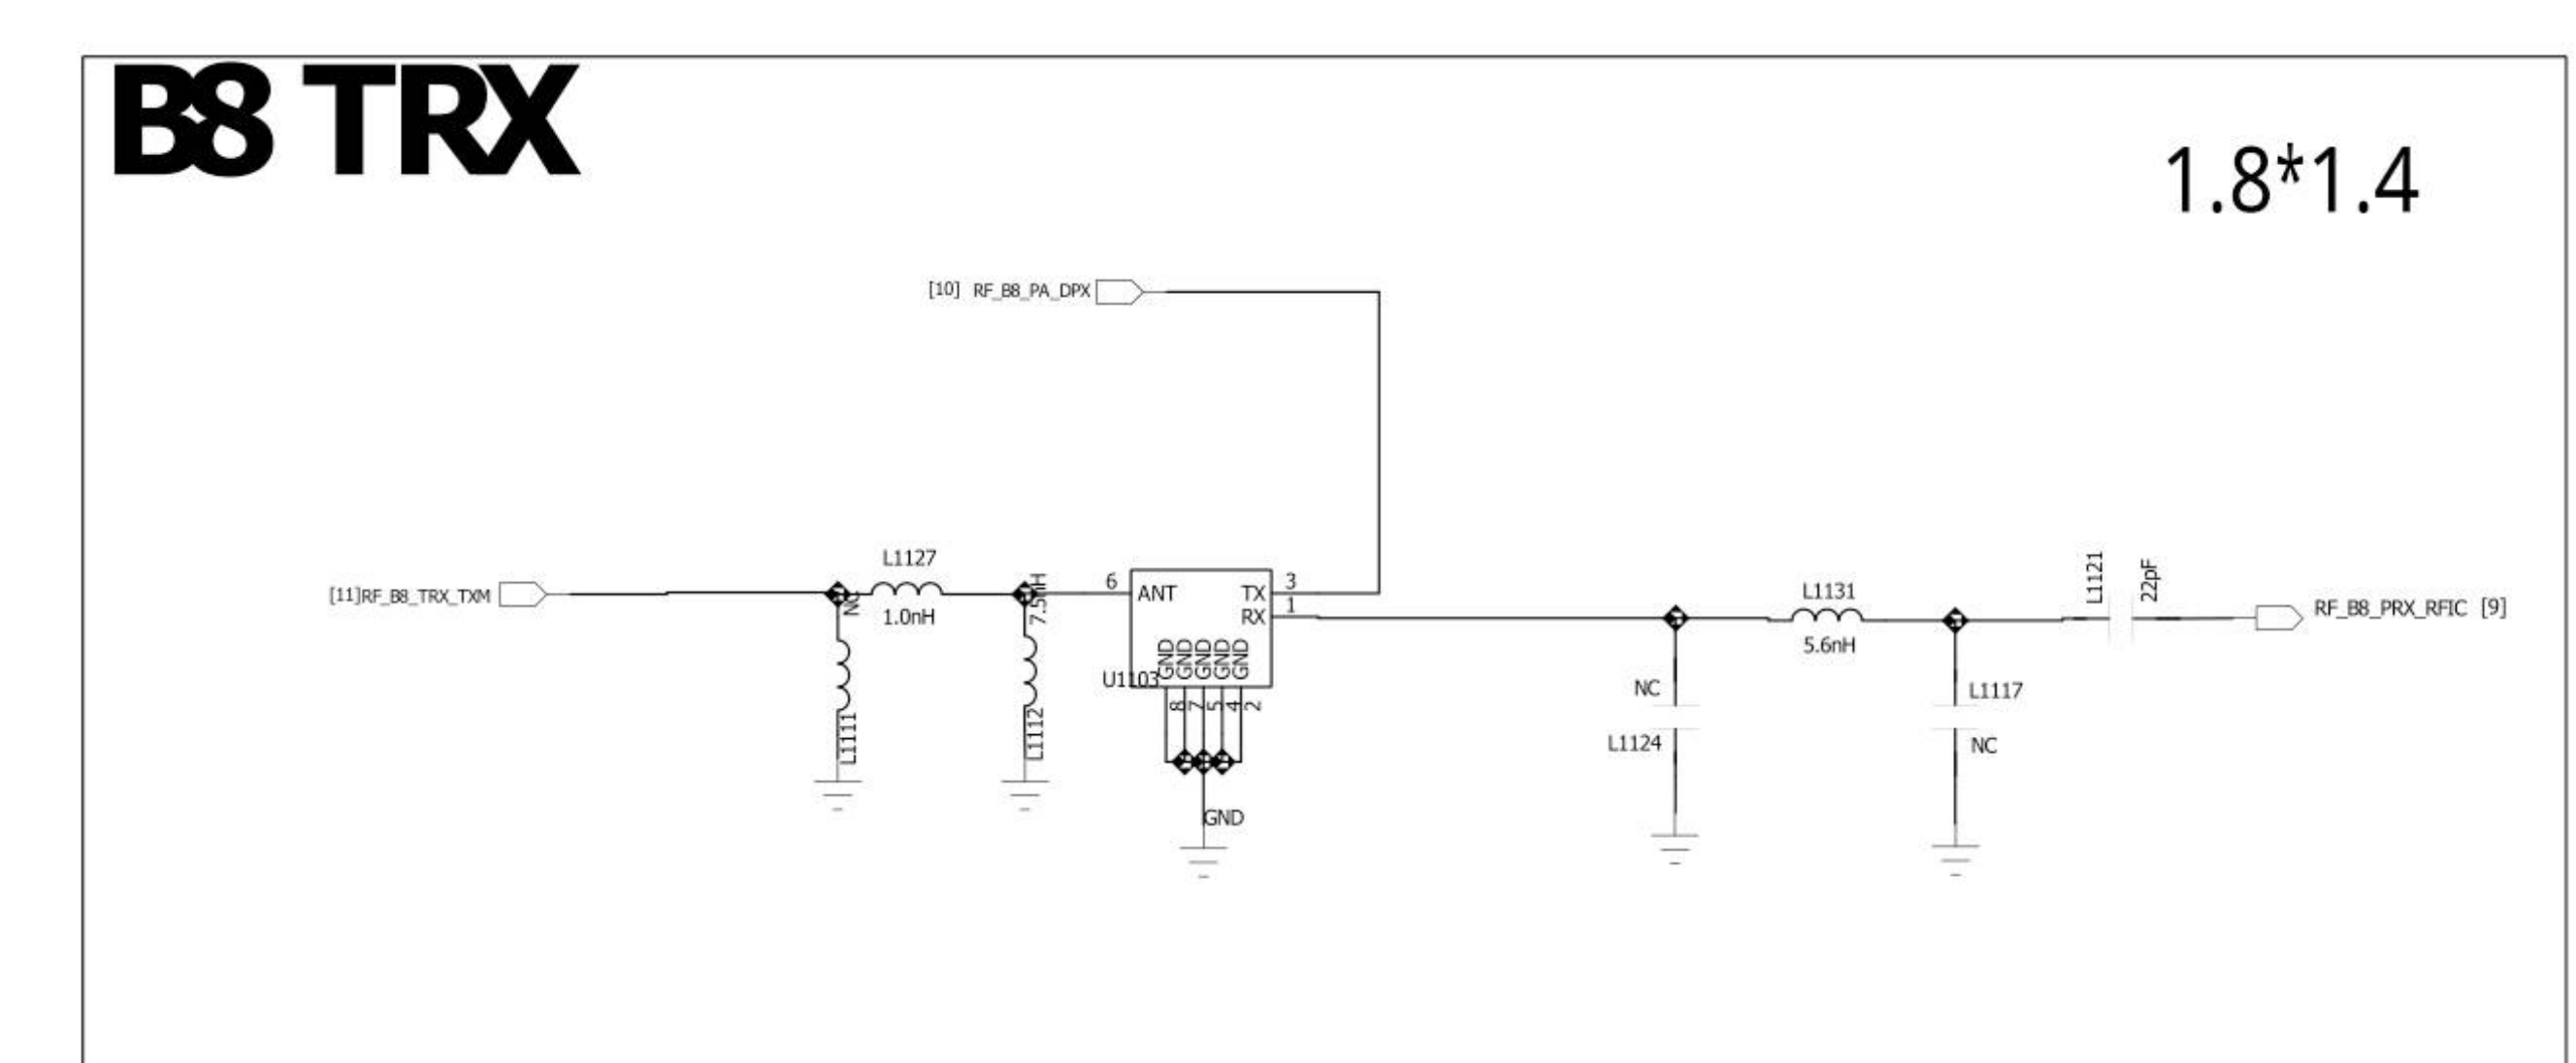 B8 TRX
1.8*1.4
[10] RF_B8_PA_DPX
[11]RF_B8_TRX_TXM
NC
L1111
L1127
1.0nH
7.5nH
L1112
6
ANT
TX
3
RX
1
GND
GND
GND
GND
GND
U1103
8
7
5
4
2
GND
NC
L1124
L1131
5.6nH
L1117
NC
L1121
22pF
RF_B8_PRX_RFIC [9]